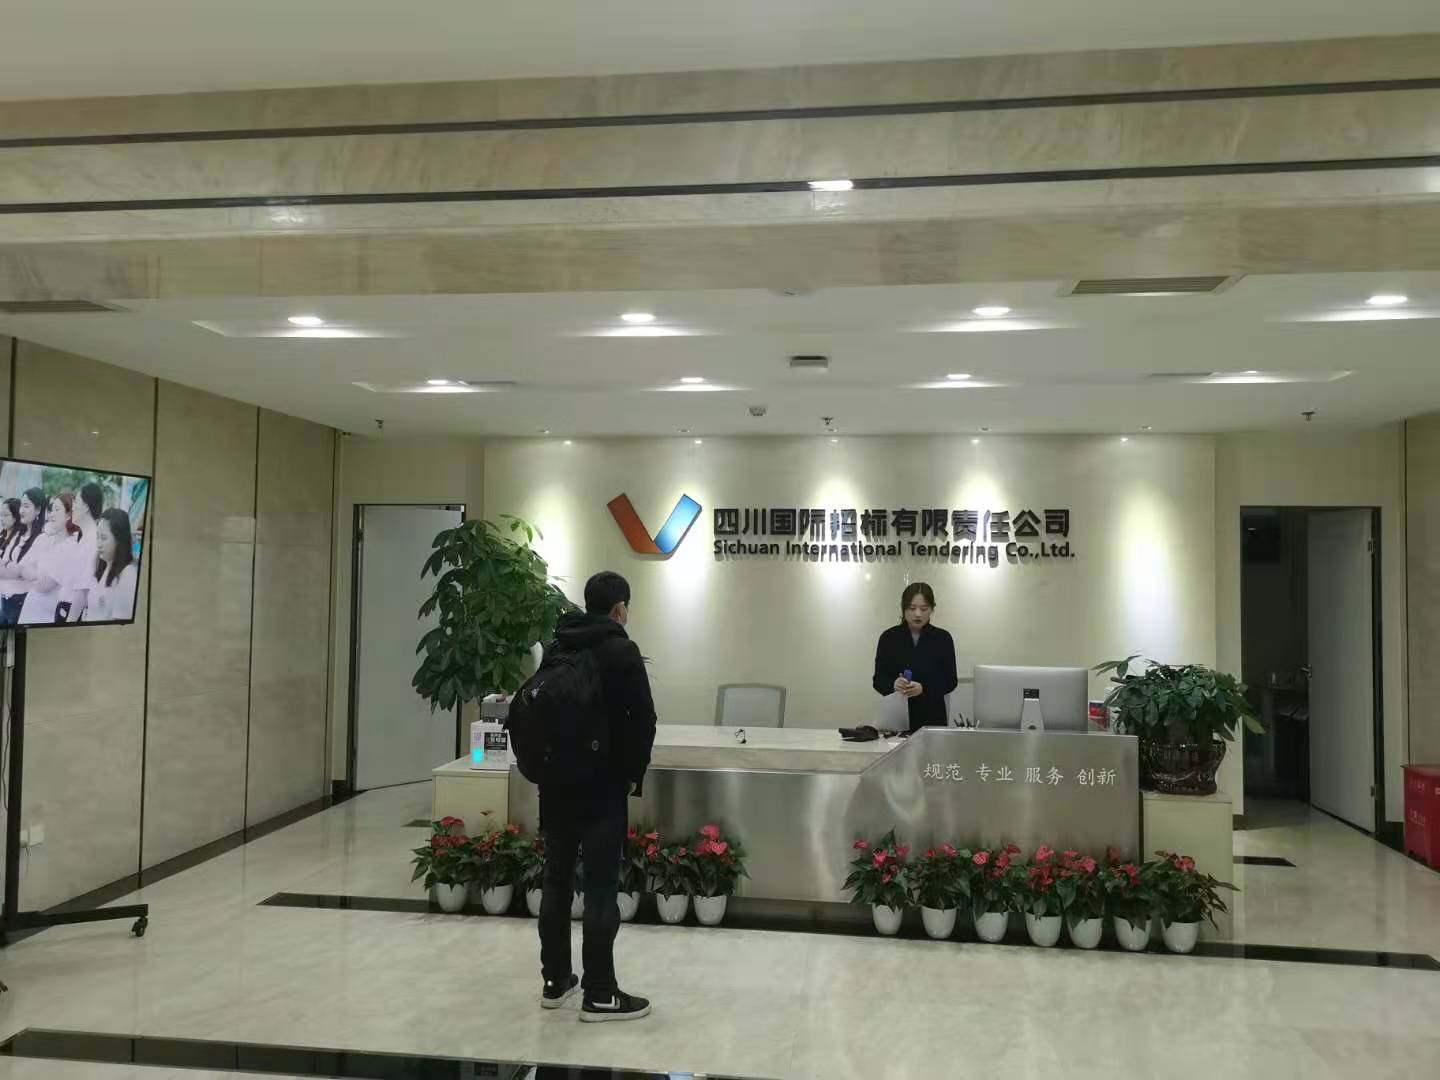 四川国际招标有限责任公司
Sichuan International Tendering Co.,Ltd.
规范 专业 服务 创新